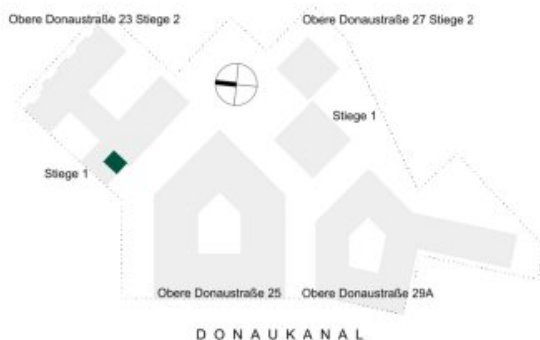 Obere Donaustraße 23 Stiege 2
Obere Donaustraße 27 Stiege 2
Stiege 1
Stiege 1
Obere Donaustraße 25
Obere Donaustraße 29A
DONAUKANAL